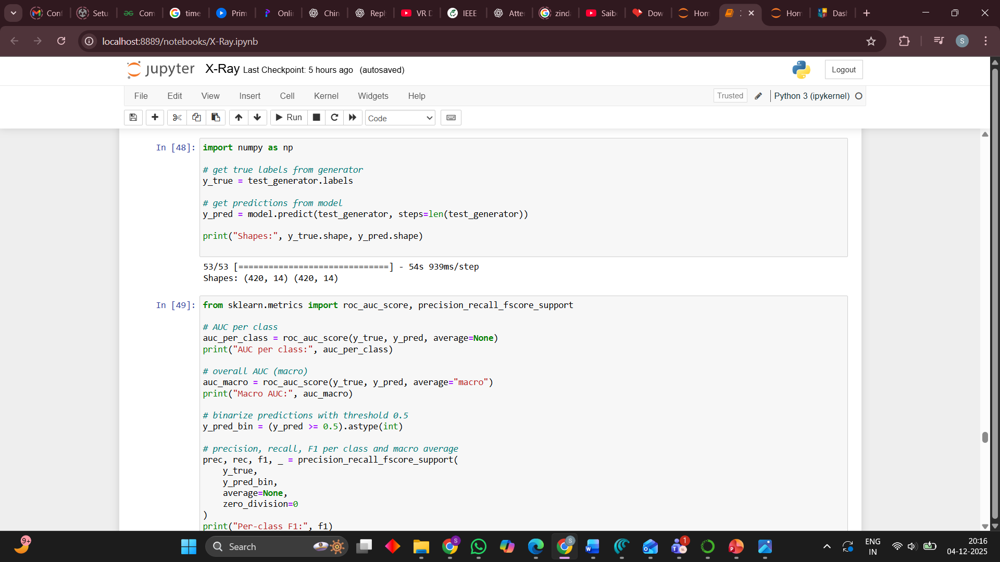 Conf
Setu
Com
time
Prim
Onli
Chin
Repl
VR D
IEEE
Atte
zind
Saib
Dow
Hom
Hom
Dash
localhost:8889/notebooks/X-Ray.ipynb
S
jupyter X-Ray Last Checkpoint: 5 hours ago (autosaved)
Logout
File Edit View Insert Cell Kernel Widgets Help
Trusted
Python 3 (ipykernel)
Run
Code
In [48]:
import numpy as np
# get true labels from generator
y_true = test_generator.labels
# get predictions from model
y_pred = model.predict(test_generator, steps=len(test_generator))
print("Shapes:", y_true.shape, y_pred.shape)
53/53 [==============================] - 54s 939ms/step
Shapes: (420, 14) (420, 14)
In [49]:
from sklearn.metrics import roc_auc_score, precision_recall_fscore_support
# AUC per class
auc_per_class = roc_auc_score(y_true, y_pred, average=None)
print("AUC per class:", auc_per_class)
# overall AUC (macro)
auc_macro = roc_auc_score(y_true, y_pred, average="macro")
print("Macro AUC:", auc_macro)
# binarize predictions with threshold 0.5
y_pred_bin = (y_pred >= 0.5).astype(int)
# precision, recall, F1 per class and macro average
prec, rec, f1, _ = precision_recall_fscore_support(
    y_true,
    y_pred_bin,
    average=None,
    zero_division=0
)
print("Per-class F1:", f1)
9+
Search
S
S
1
ENG
IN
20:16
04-12-2025